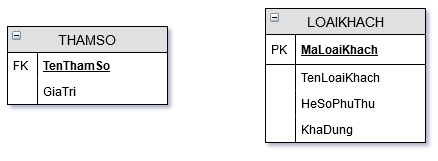 THAMSO
FK TenThamSo
GiaTri
LOAIKHACH
PK MaLoaiKhach
TenLoaiKhach
HeSoPhuThu
KhaDung